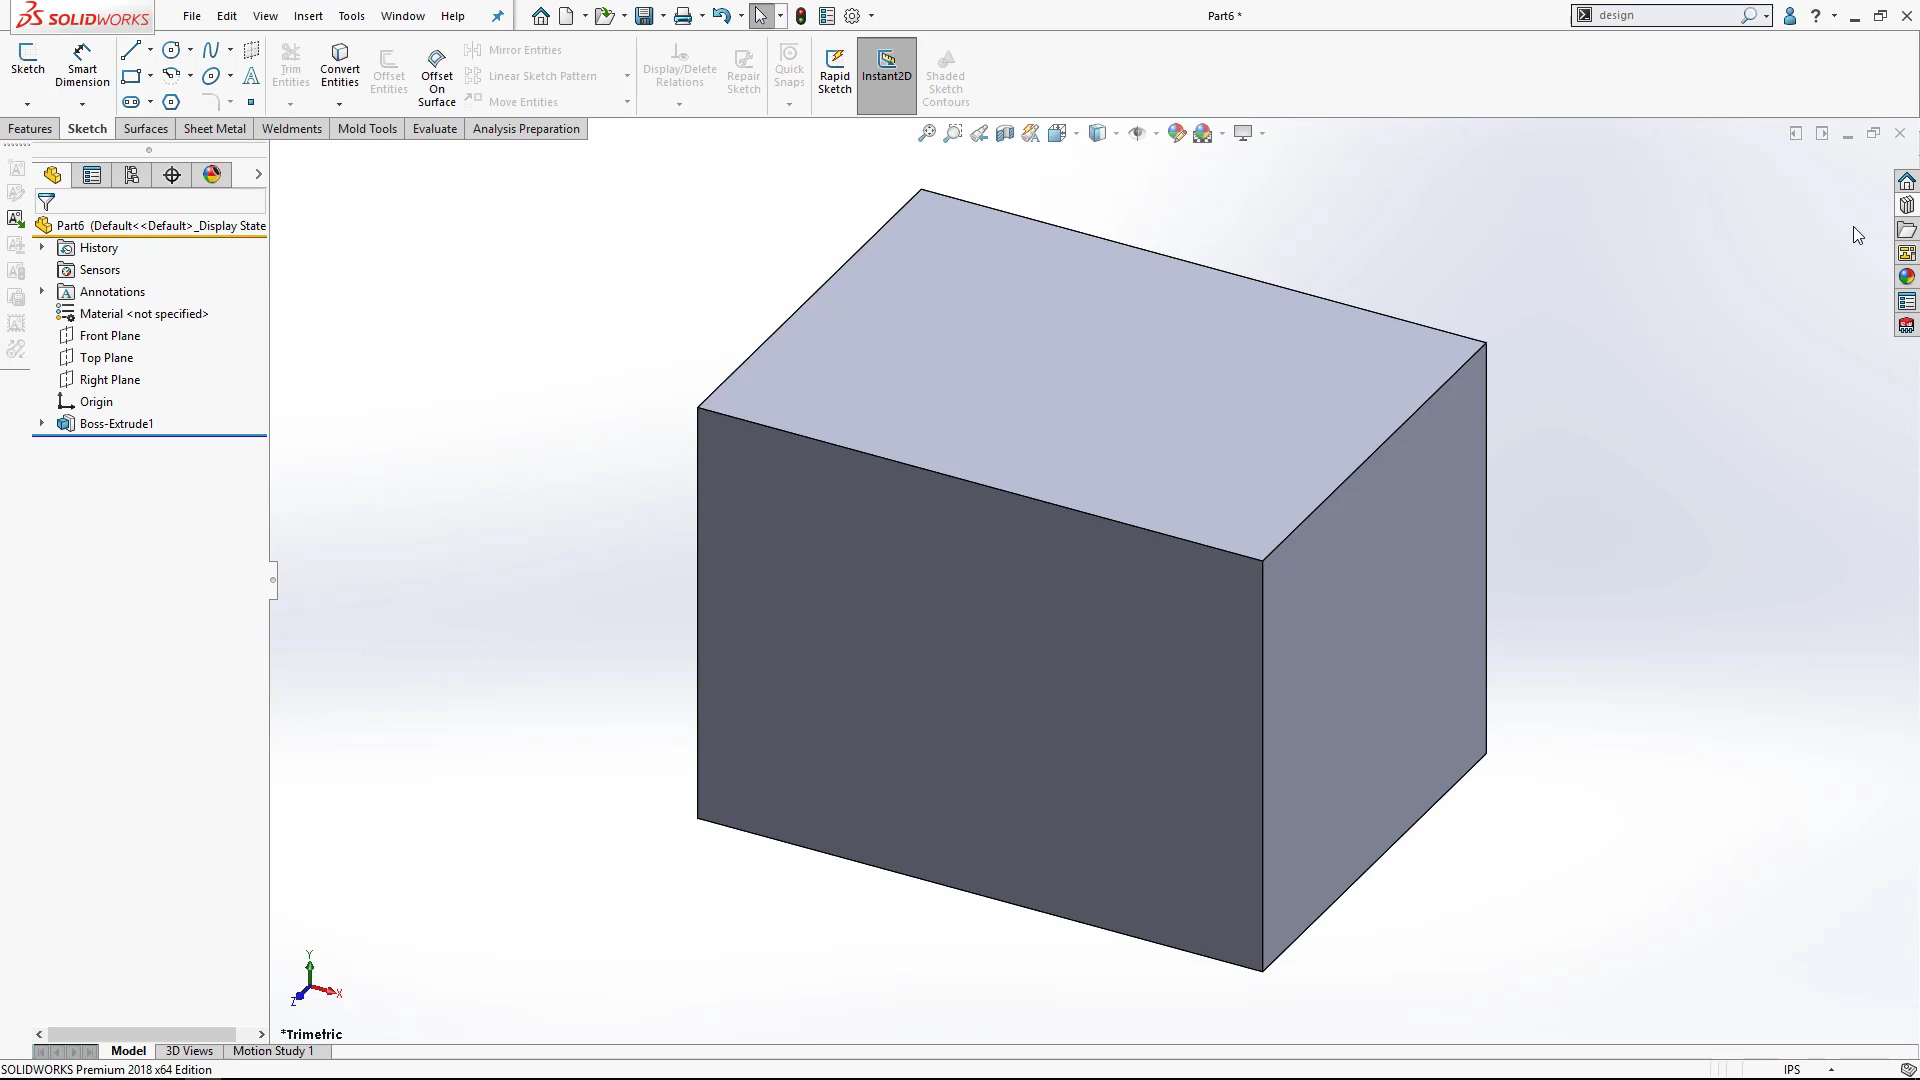 SOLIDWORKS File Edit View Insert Tools Window Help Part6 * design
Sketch
Smart
Dimension
Trim
Entities
Convert
Entities
Offset
Entities
Offset
On
Surface
Mirror Entities
Linear Sketch Pattern
Move Entities
Display/Delete
Relations
Repair
Sketch
Quick
Snaps
Rapid
Sketch
Instant2D
Shaded
Sketch
Contours
Features Sketch Surfaces Sheet Metal Weldments Mold Tools Evaluate Analysis Preparation
Part6 (Default<<Default>_Display State
History
Sensors
Annotations
Material <not specified>
Front Plane
Top Plane
Right Plane
Origin
Boss-Extrude1
Y
X
Z
*Trimetric
Model 3D Views Motion Study 1
SOLIDWORKS Premium 2018 x64 Edition IPS